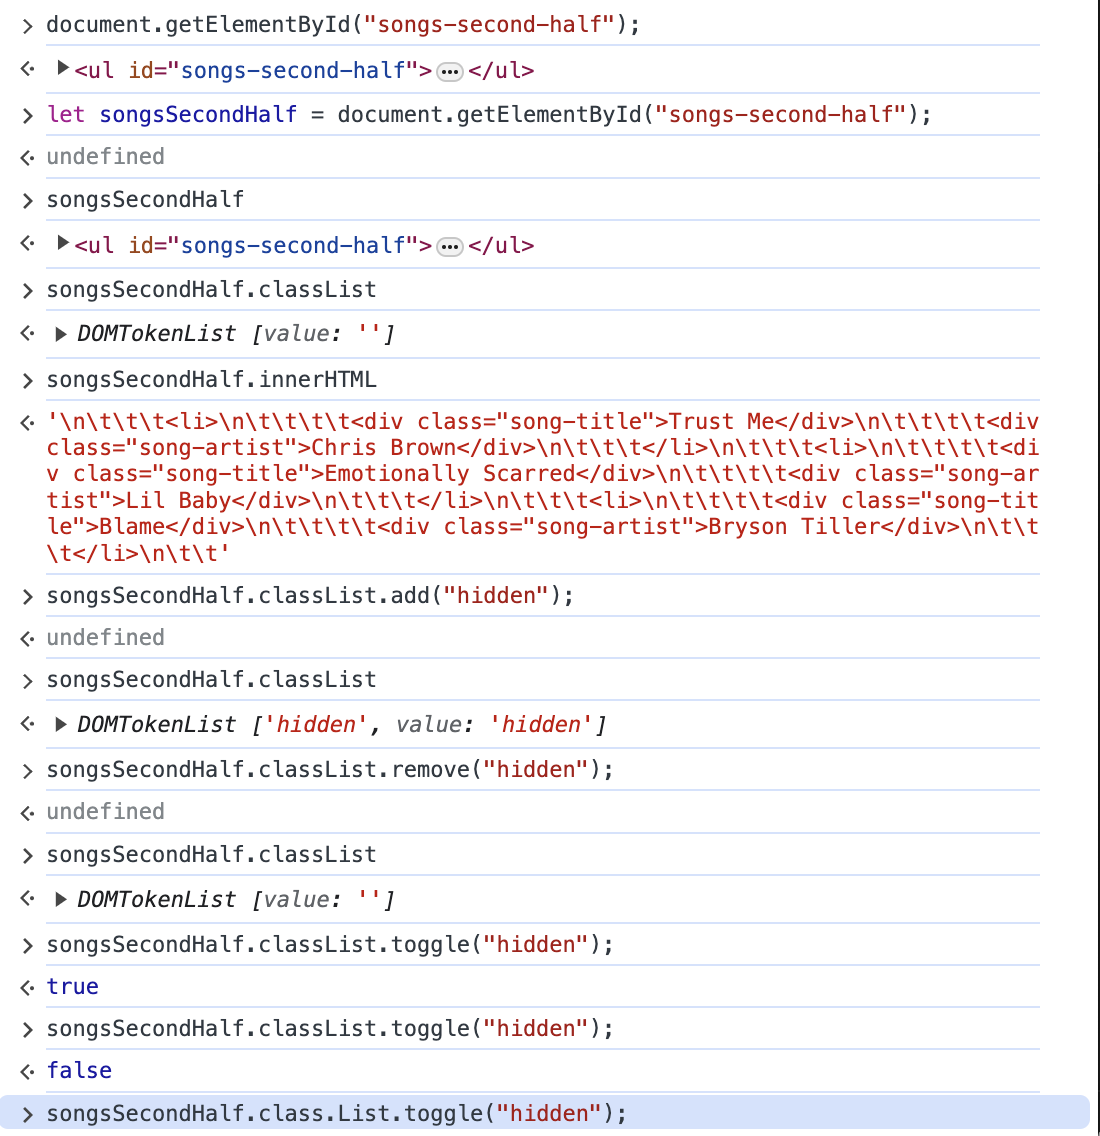 document.getElementById("songs-second-half");
<ul id="songs-second-half">…</ul>
let songsSecondHalf = document.getElementById("songs-second-half");
undefined
songsSecondHalf
<ul id="songs-second-half">…</ul>
songsSecondHalf.classList
DOMTokenList [value: '']
songsSecondHalf.innerHTML
'\n\t\t\t<li>\n\t\t\t\t<div class="song-title">Trust Me</div>\n\t\t\t\t<div
class="song-artist">Chris Brown</div>\n\t\t\t</li>\n\t\t\t<li>\n\t\t\t\t<di
v class="song-title">Emotionally Scarred</div>\n\t\t\t\t<div class="song-ar
tist">Lil Baby</div>\n\t\t\t</li>\n\t\t\t<li>\n\t\t\t\t<div class="song-tit
le">Blame</div>\n\t\t\t\t<div class="song-artist">Bryson Tiller</div>\n\t\t
\t</li>\n\t\t'
songsSecondHalf.classList.add("hidden");
undefined
songsSecondHalf.classList
DOMTokenList ['hidden', value: 'hidden']
songsSecondHalf.classList.remove("hidden");
undefined
songsSecondHalf.classList
DOMTokenList [value: '']
songsSecondHalf.classList.toggle("hidden");
true
songsSecondHalf.classList.toggle("hidden");
false
songsSecondHalf.class.List.toggle("hidden");